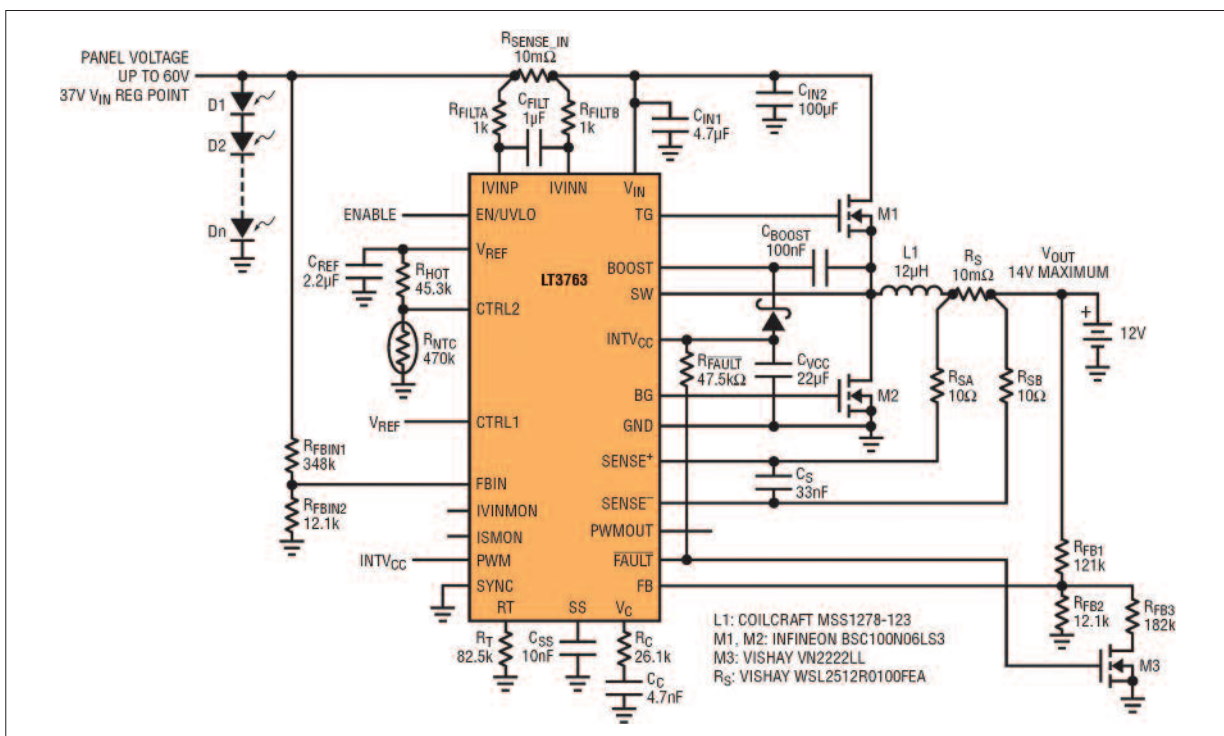 PANEL VOLTAGE
UP TO 60V
37V VIN REG POINT
D1
D2
Dn
RSENSE_IN
10mΩ
RFILTA
1k
CFILT
1µF
RFILTB
1k
CIN1
4.7µF
CIN2
100µF
IVINP
IVINN
VIN
ENABLE
EN/UVLO
TG
M1
CREF
2.2µF
VREF
RHOT
45.3k
LT3763
CBOOST
100nF
BOOST
L1
12µH
RS
10mΩ
VOUT
14V MAXIMUM
SW
CTRL2
RNTC
470k
INTVCC
RFAULT
47.5kΩ
CVCC
22µF
+
12V
RSA
10Ω
RSB
10Ω
BG
M2
VREF
CTRL1
GND
RFBIN1
348k
SENSE+
CS
33nF
FBIN
SENSE–
RFBIN2
12.1k
IVINMON
PWMOUT
ISMON
INTVCC
PWM
FAULT
RFB1
121k
SYNC
FB
RFB2
12.1k
RFB3
182k
RT
SS
VC
RT
82.5k
CSS
10nF
RC
26.1k
CC
4.7nF
M3
L1: COILCRAFT MSS1278-123
M1, M2: INFINEON BSC100N06LS3
M3: VISHAY VN2222LL
RS: VISHAY WSL2512R0100FEA